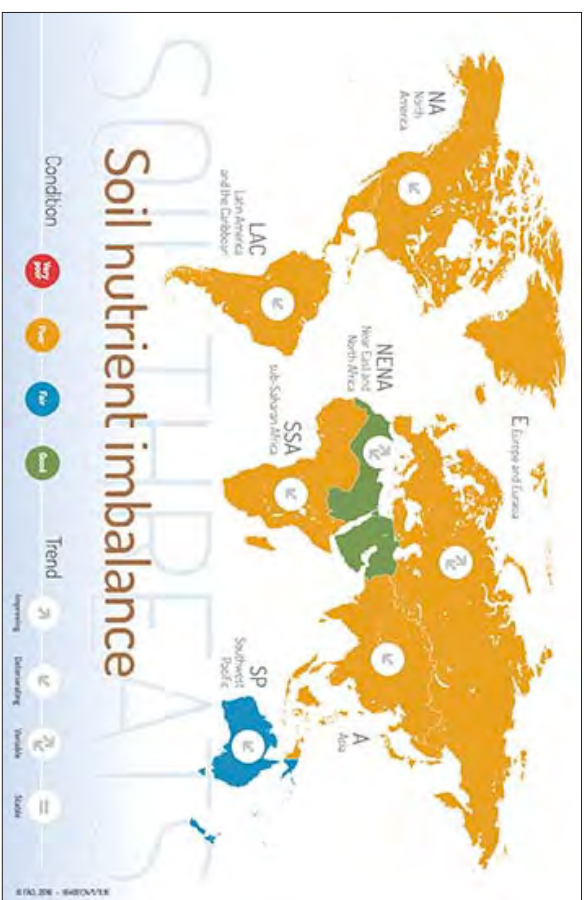 NA
North
America
E Europe and Eurasia
NENA
Near East and
North Africa
LAC
Latin America
and the Caribbean
SSA
sub-Saharan Africa
A
Asia
SP
Southwest
Pacific
SOIL THREATS
Soil nutrient imbalance
Condition
Very
poor
Poor
Fair
Good
Trend
Improving
Deteriorating
Variable
Stable